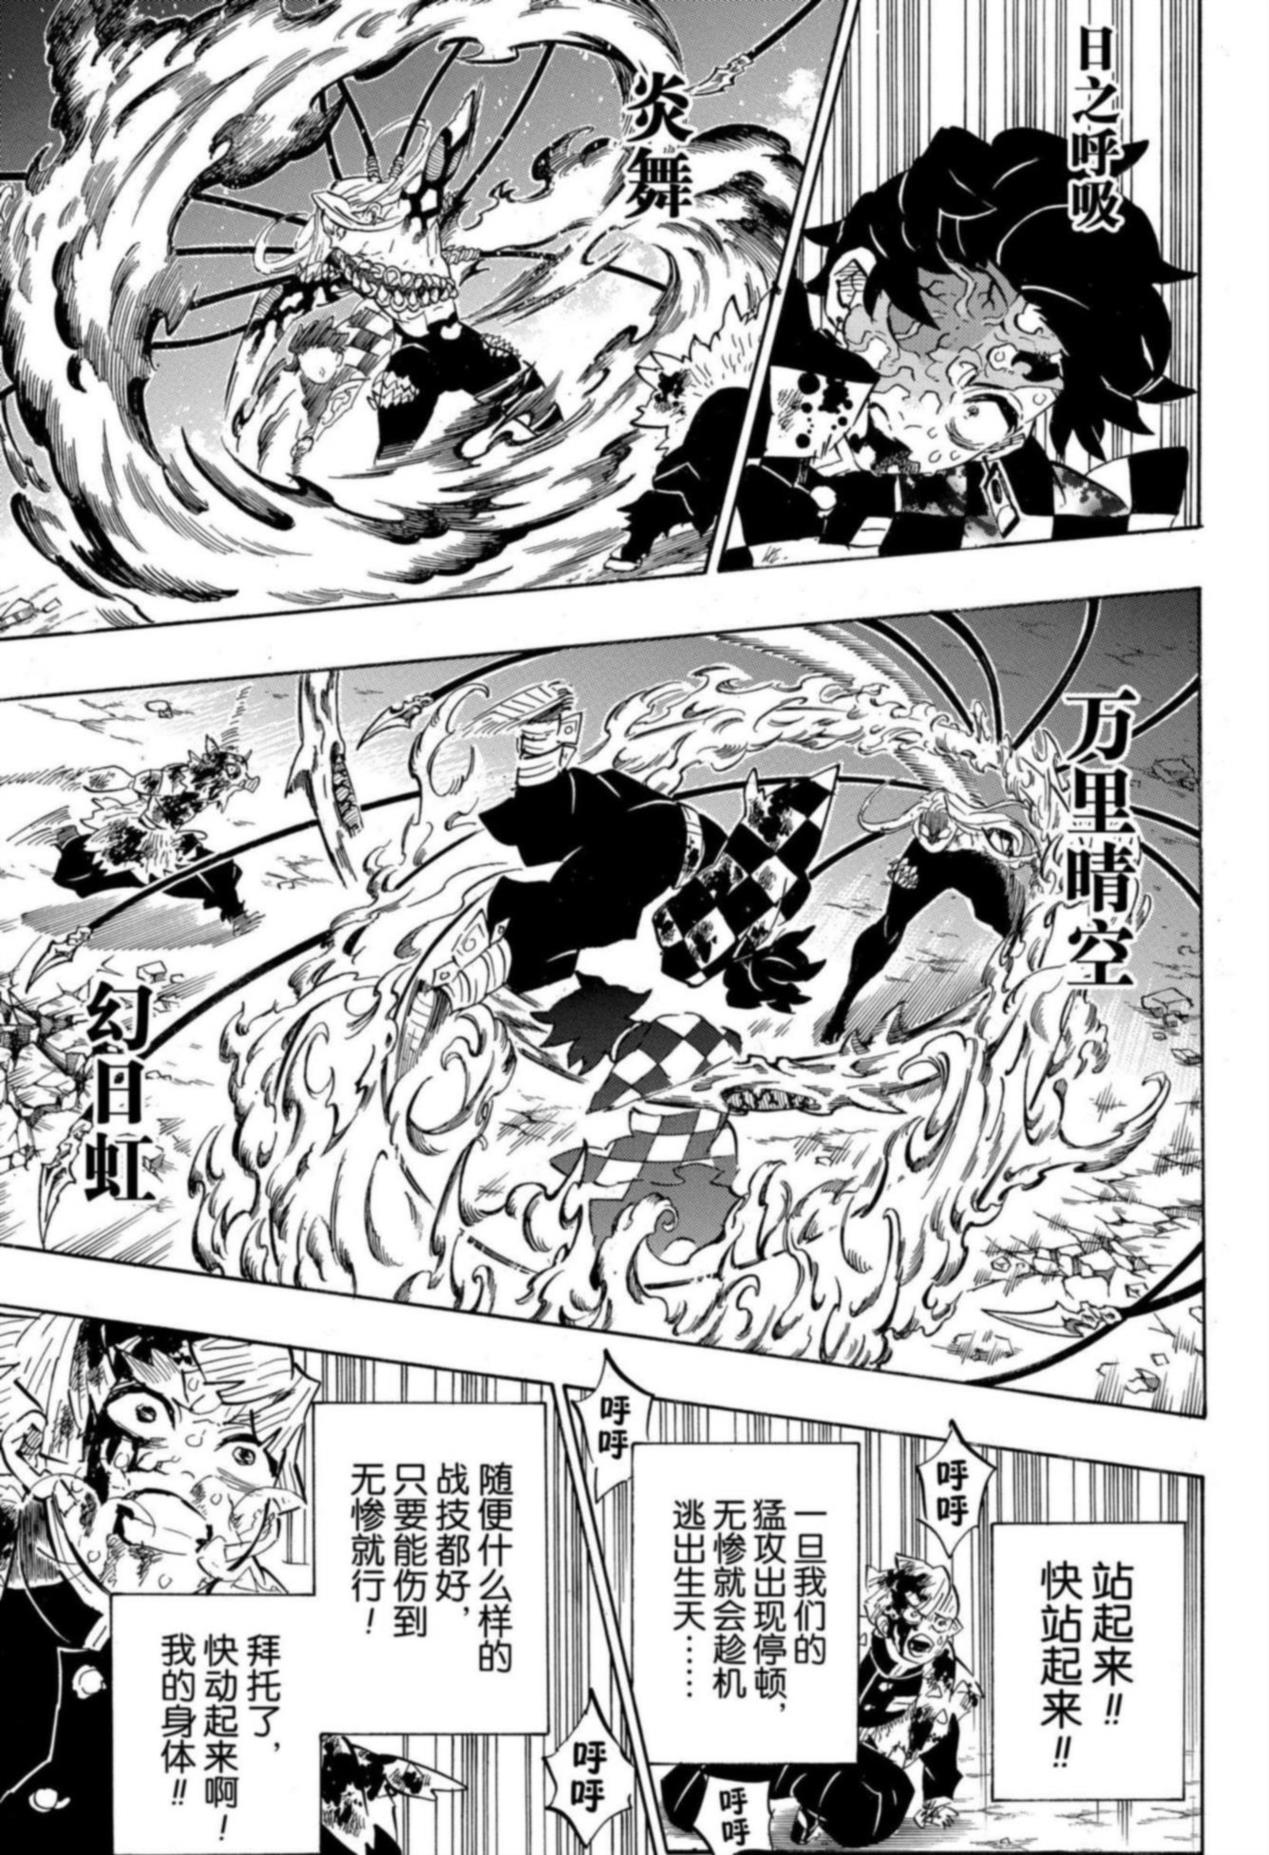 日之呼吸
炎舞
万里晴空
幻日虹
站起来!!
快站起来!!
呼呼
一旦我们的
猛攻出现停顿，
无惨就会趁机
逃出生天……
呼呼
呼呼
随便什么样的
战技都好，
只要能伤到
无惨就行！
呼呼
拜托了，
快动起来啊！
我的身体!!